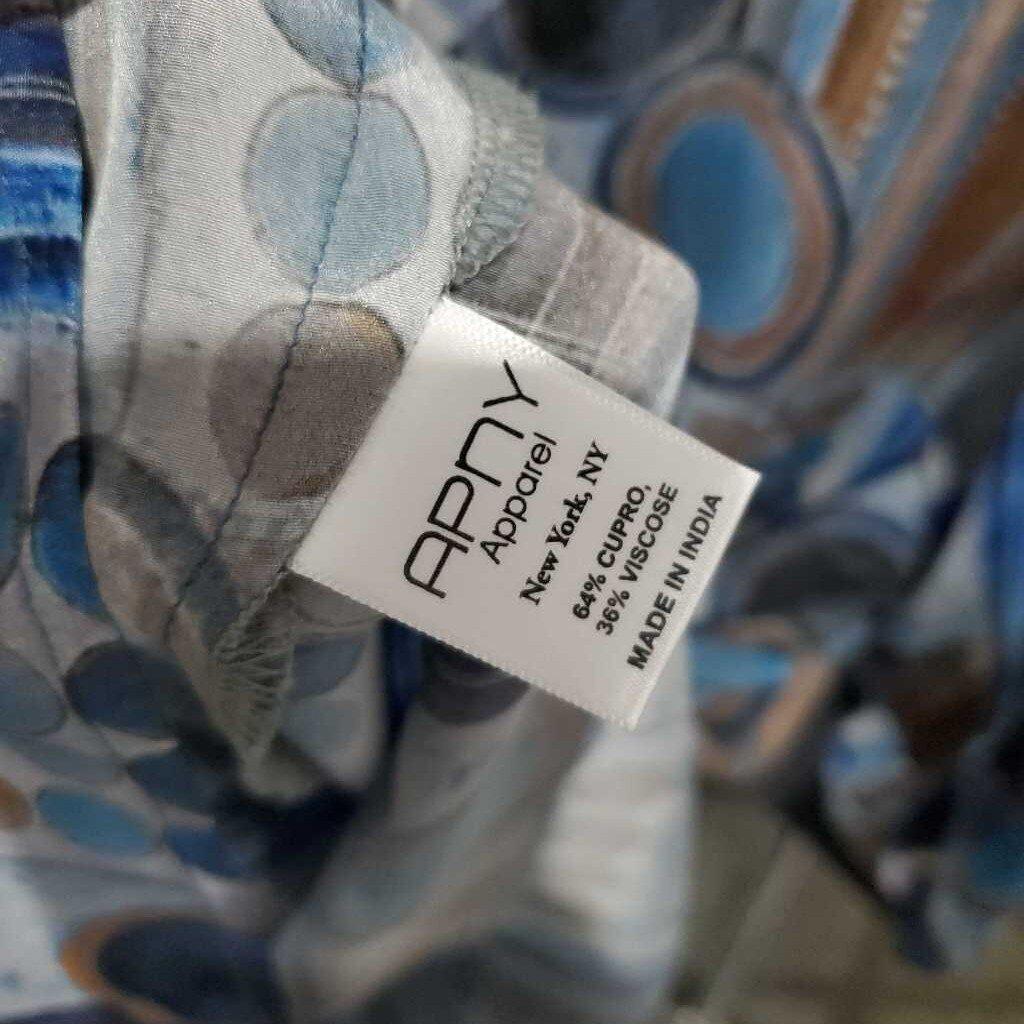 APNY
Apparel
New York, NY
64% CUPRO,
36% VISCOSE
MADE IN INDIA